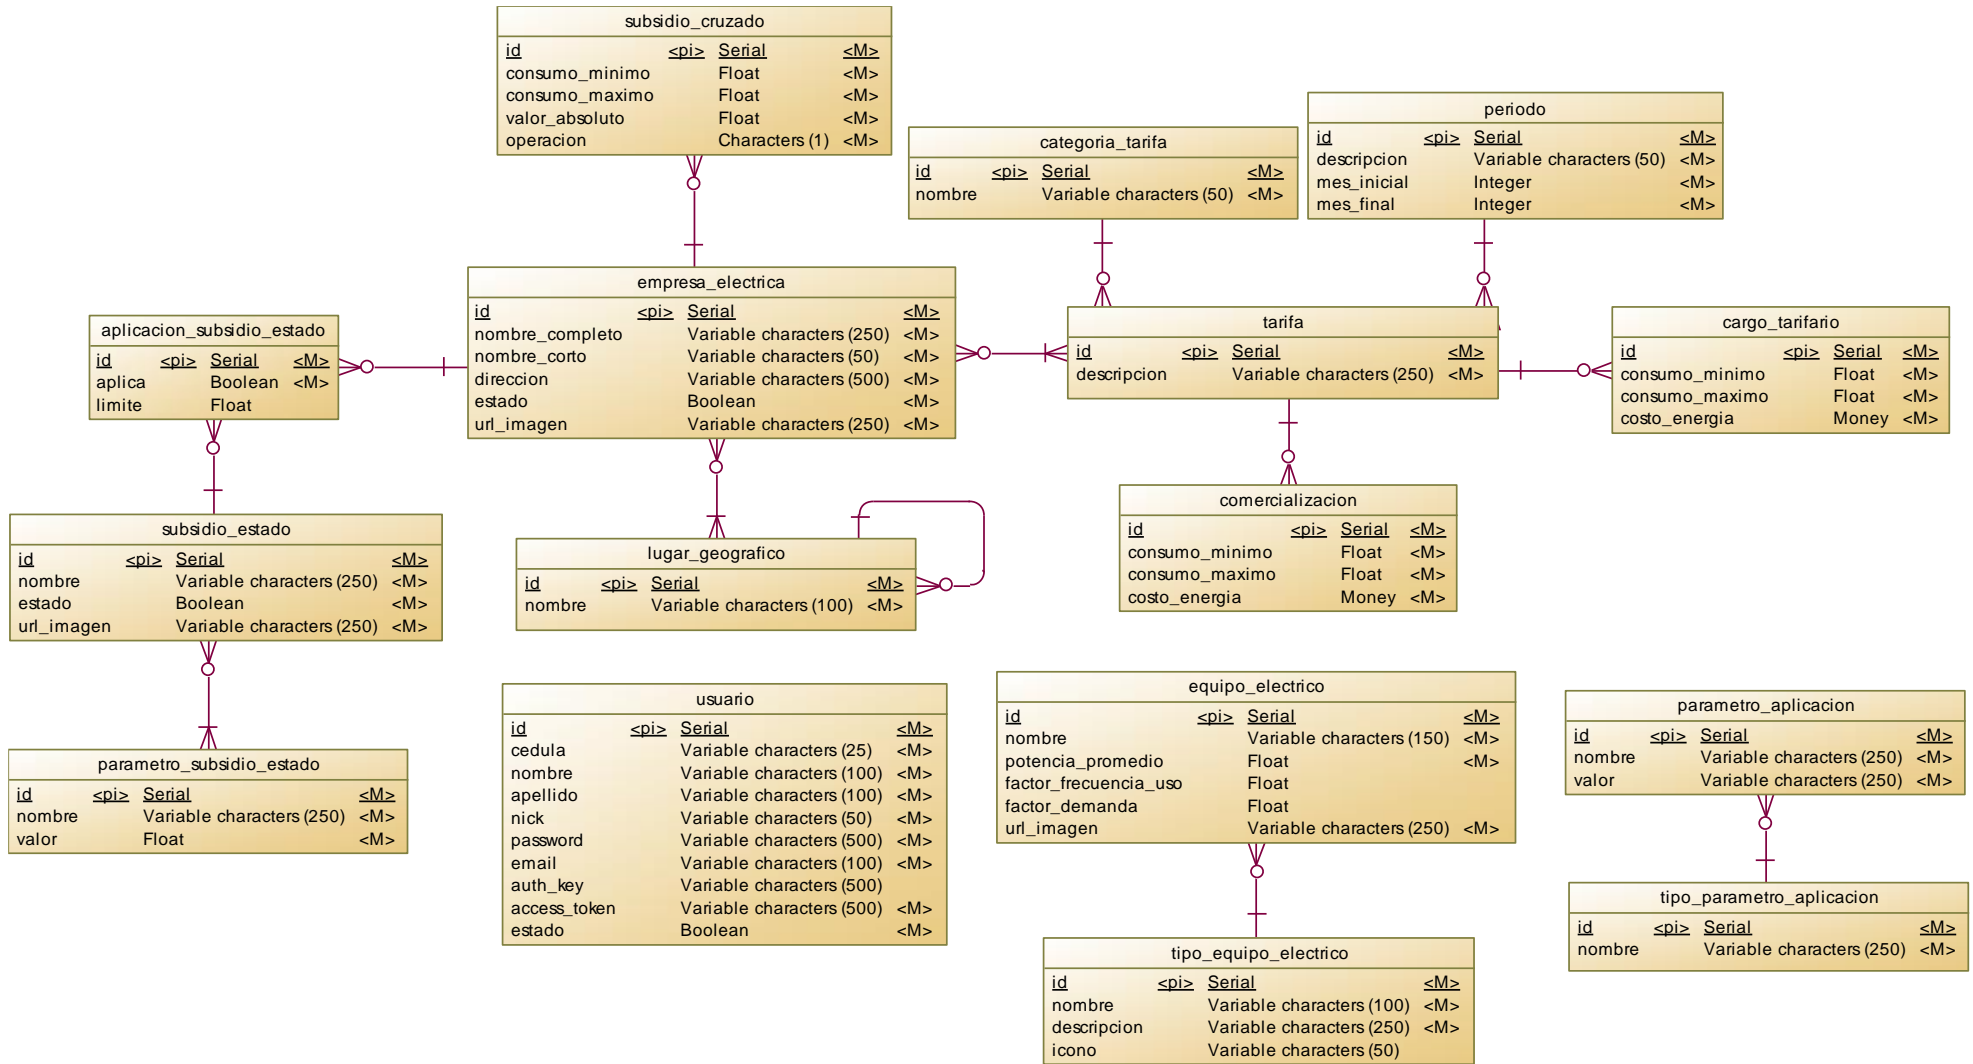 subsidio_cruzado
id <pi> Serial <M>
consumo_minimo Float <M>
consumo_maximo Float <M>
valor_absoluto Float <M>
operacion Characters (1) <M>
categoria_tarifa
id <pi> Serial <M>
nombre Variable characters (50) <M>
periodo
id <pi> Serial <M>
descripcion Variable characters (50) <M>
mes_inicial Integer <M>
mes_final Integer <M>
aplicacion_subsidio_estado
id <pi> Serial <M>
aplica Boolean <M>
limite Float
empresa_electrica
id <pi> Serial <M>
nombre_completo Variable characters (250) <M>
nombre_corto Variable characters (50) <M>
direccion Variable characters (500) <M>
estado Boolean <M>
url_imagen Variable characters (250) <M>
tarifa
id <pi> Serial <M>
descripcion Variable characters (250) <M>
cargo_tarifario
id <pi> Serial <M>
consumo_minimo Float <M>
consumo_maximo Float <M>
costo_energia Money <M>
subsidio_estado
id <pi> Serial <M>
nombre Variable characters (250) <M>
estado Boolean <M>
url_imagen Variable characters (250) <M>
lugar_geografico
id <pi> Serial <M>
nombre Variable characters (100) <M>
comercializacion
id <pi> Serial <M>
consumo_minimo Float <M>
consumo_maximo Float <M>
costo_energia Money <M>
parametro_subsidio_estado
id <pi> Serial <M>
nombre Variable characters (250) <M>
valor Float <M>
usuario
id <pi> Serial <M>
cedula Variable characters (25) <M>
nombre Variable characters (100) <M>
apellido Variable characters (100) <M>
nick Variable characters (50) <M>
password Variable characters (500) <M>
email Variable characters (100) <M>
auth_key Variable characters (500)
access_token Variable characters (500) <M>
estado Boolean <M>
equipo_electrico
id <pi> Serial <M>
nombre Variable characters (150) <M>
potencia_promedio Float <M>
factor_frecuencia_uso Float
factor_demanda Float
url_imagen Variable characters (250) <M>
parametro_aplicacion
id <pi> Serial <M>
nombre Variable characters (250) <M>
valor Variable characters (250) <M>
tipo_equipo_electrico
id <pi> Serial <M>
nombre Variable characters (100) <M>
descripcion Variable characters (250) <M>
icono Variable characters (50)
tipo_parametro_aplicacion
id <pi> Serial <M>
nombre Variable characters (250) <M>